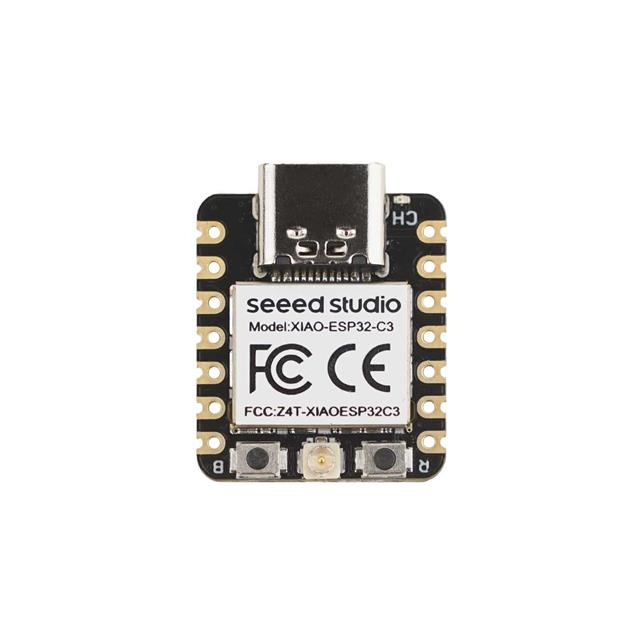 CH
seeed studio
Model:XIAO-ESP32-C3
FC CE
FCC:Z4T-XIAOESP32C3
B R